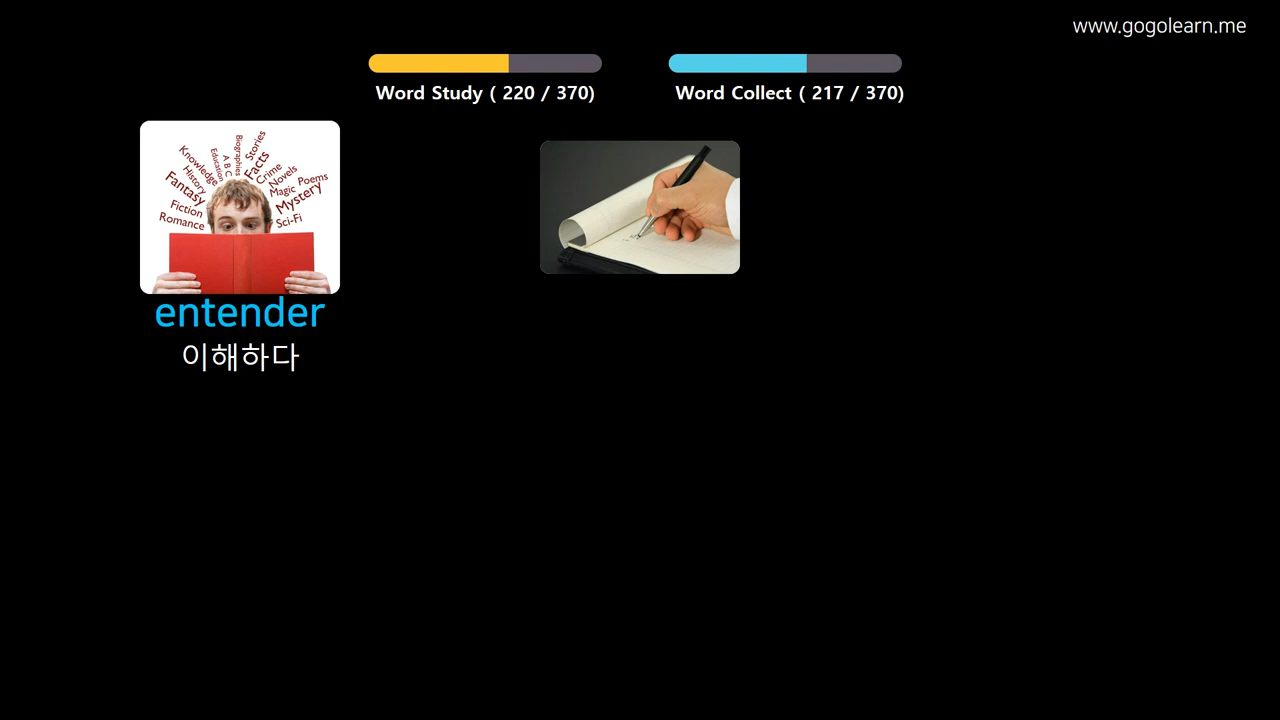 www.gogolearn.me
Word Study ( 220 / 370)
Word Collect ( 217 / 370)
Stories
Biographies
Facts
A B C
Education
Crime
Knowledge
Novels
History
Magic
Poems
Fantasy
Mystery
Fiction
Romance
Sci-Fi
entender
이해하다